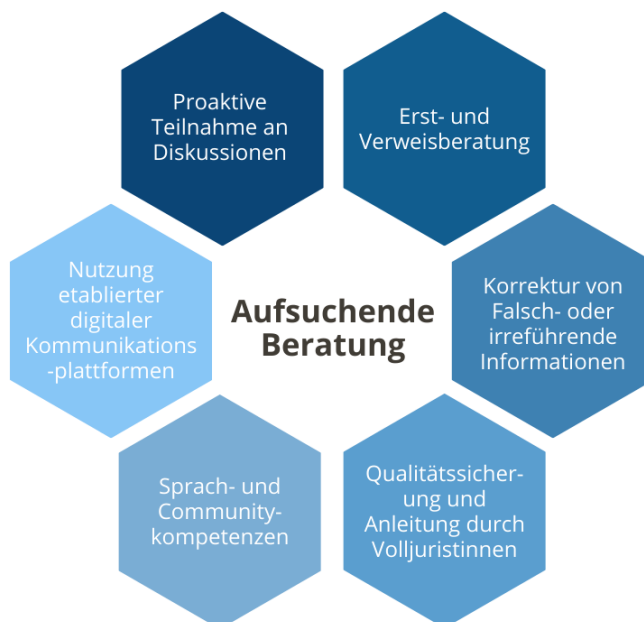 Proaktive
Teilnahme an
Diskussionen
Erst- und
Verweisberatung
Nutzung
etablierter
digitaler
Kommunikations
-plattformen
Aufsuchende
Beratung
Korrektur von
Falsch- oder
irreführende
Informationen
Sprach- und
Community-
kompetenzen
Qualitätssicher-
ung und
Anleitung durch
Volljuristinnen